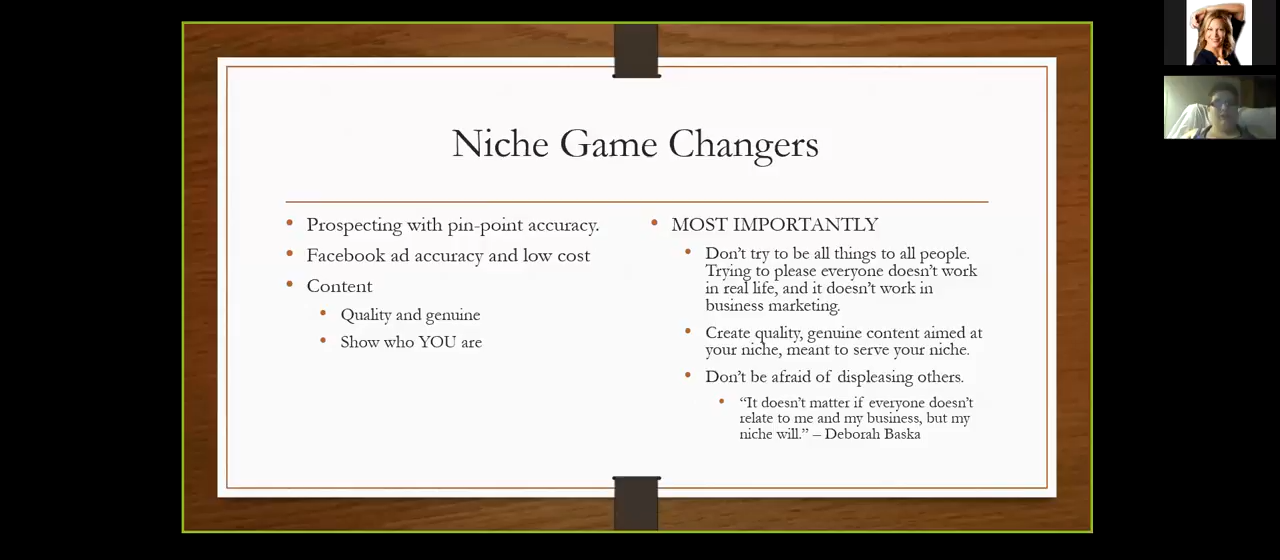 Niche Game Changers
Prospecting with pin-point accuracy.
Facebook ad accuracy and low cost
Content
Quality and genuine
Show who YOU are
MOST IMPORTANTLY
Don’t try to be all things to all people.
Trying to please everyone doesn’t work
in real life, and it doesn’t work in
business marketing.
Create quality, genuine content aimed at
your niche, meant to serve your niche.
Don’t be afraid of displeasing others.
“It doesn’t matter if everyone doesn’t
relate to me and my business, but my
niche will.” – Deborah Baska